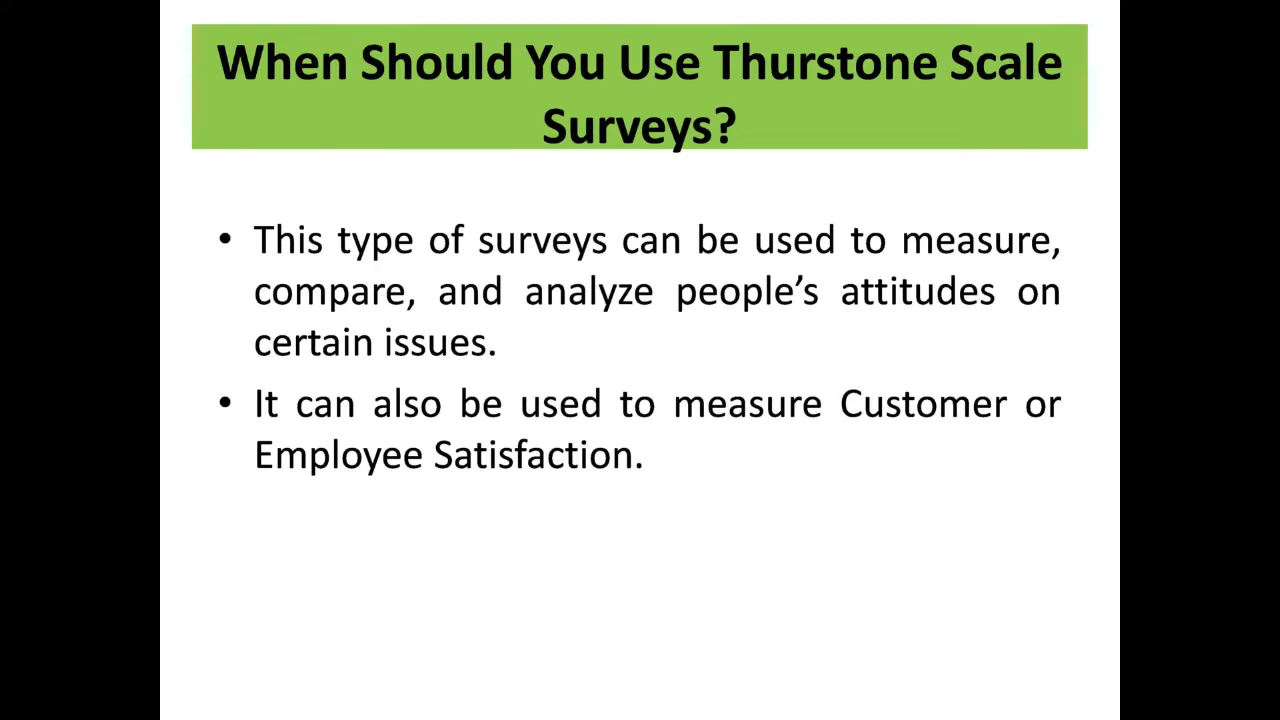 When Should You Use Thurstone Scale
Surveys?
• This type of surveys can be used to measure,
compare, and analyze people’s attitudes on
certain issues.
• It can also be used to measure Customer or
Employee Satisfaction.